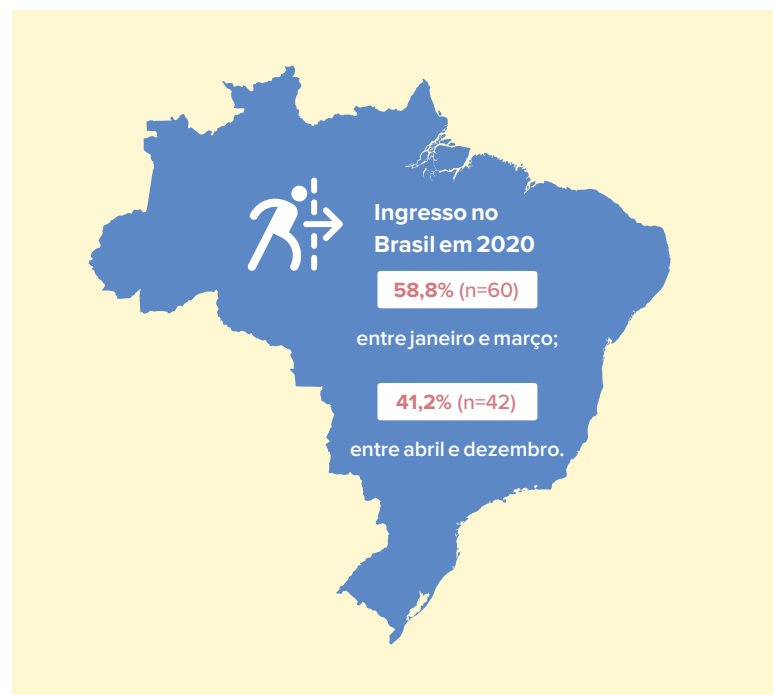 Ingresso no
Brasil em 2020
58,8% (n=60)
entre janeiro e março;
41,2% (n=42)
entre abril e dezembro.